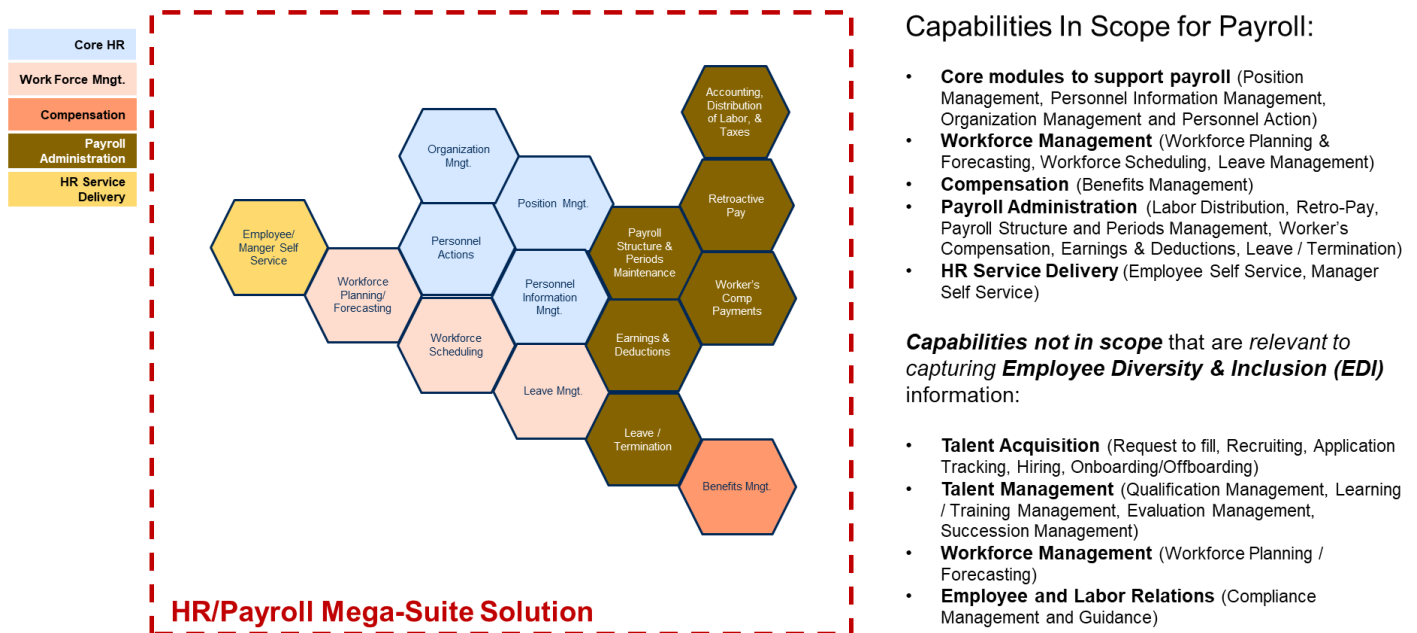 Core HR
Work Force Mngt.
Compensation
Payroll
Administration
HR Service
Delivery
Employee/
Manger Self
Service
Workforce
Planning/
Forecasting
Organization
Mngt.
Personnel
Actions
Workforce
Scheduling
Position Mngt.
Personnel
Information
Mngt.
Leave Mngt.
Payroll
Structure &
Periods
Maintenance
Earnings &
Deductions
Leave /
Termination
Accounting,
Distribution
of Labor, &
Taxes
Retroactive
Pay
Worker's
Comp
Payments
Benefits Mngt.
HR/Payroll Mega-Suite Solution
Capabilities In Scope for Payroll:
• Core modules to support payroll (Position
Management, Personnel Information Management,
Organization Management and Personnel Action)
• Workforce Management (Workforce Planning &
Forecasting, Workforce Scheduling, Leave Management)
• Compensation (Benefits Management)
• Payroll Administration (Labor Distribution, Retro-Pay,
Payroll Structure and Periods Management, Worker's
Compensation, Earnings & Deductions, Leave / Termination)
• HR Service Delivery (Employee Self Service, Manager
Self Service)
Capabilities not in scope that are relevant to
capturing Employee Diversity & Inclusion (EDI)
information:
• Talent Acquisition (Request to fill, Recruiting, Application
Tracking, Hiring, Onboarding/Offboarding)
• Talent Management (Qualification Management, Learning
/ Training Management, Evaluation Management,
Succession Management)
• Workforce Management (Workforce Planning /
Forecasting)
• Employee and Labor Relations (Compliance
Management and Guidance)